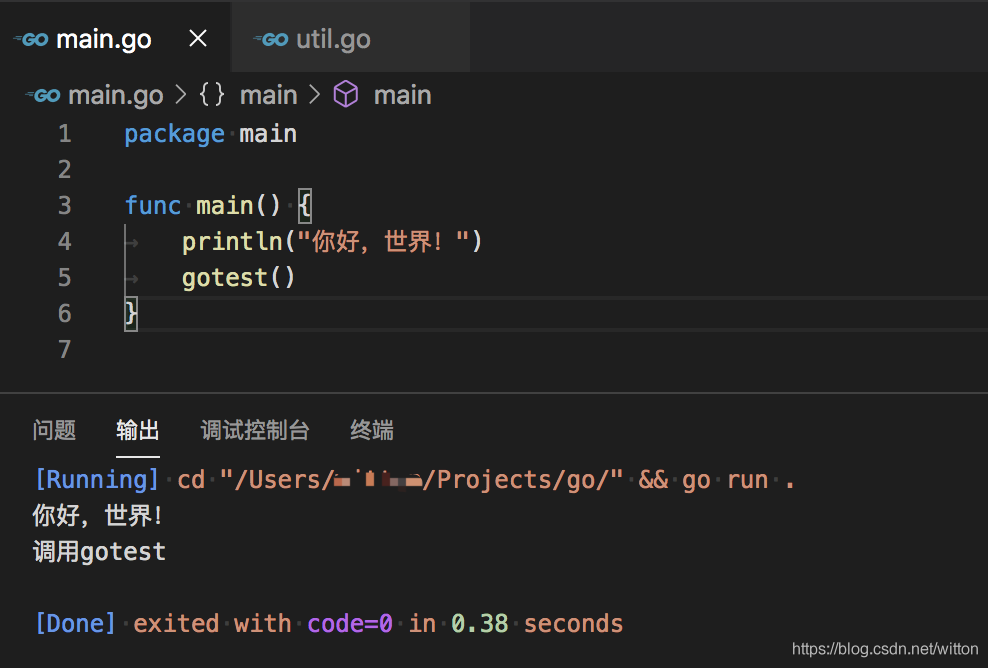 GO main.go × GO util.go
GO main.go > {} main > main
1 package main
2
3 func main() {
4 println("你好，世界！")
5 gotest()
6 }
7
问题 输出 调试控制台 终端
[Running] cd "/Users/ /Projects/go/" && go run .
你好，世界！
调用gotest
[Done] exited with code=0 in 0.38 seconds
https://blog.csdn.net/witton